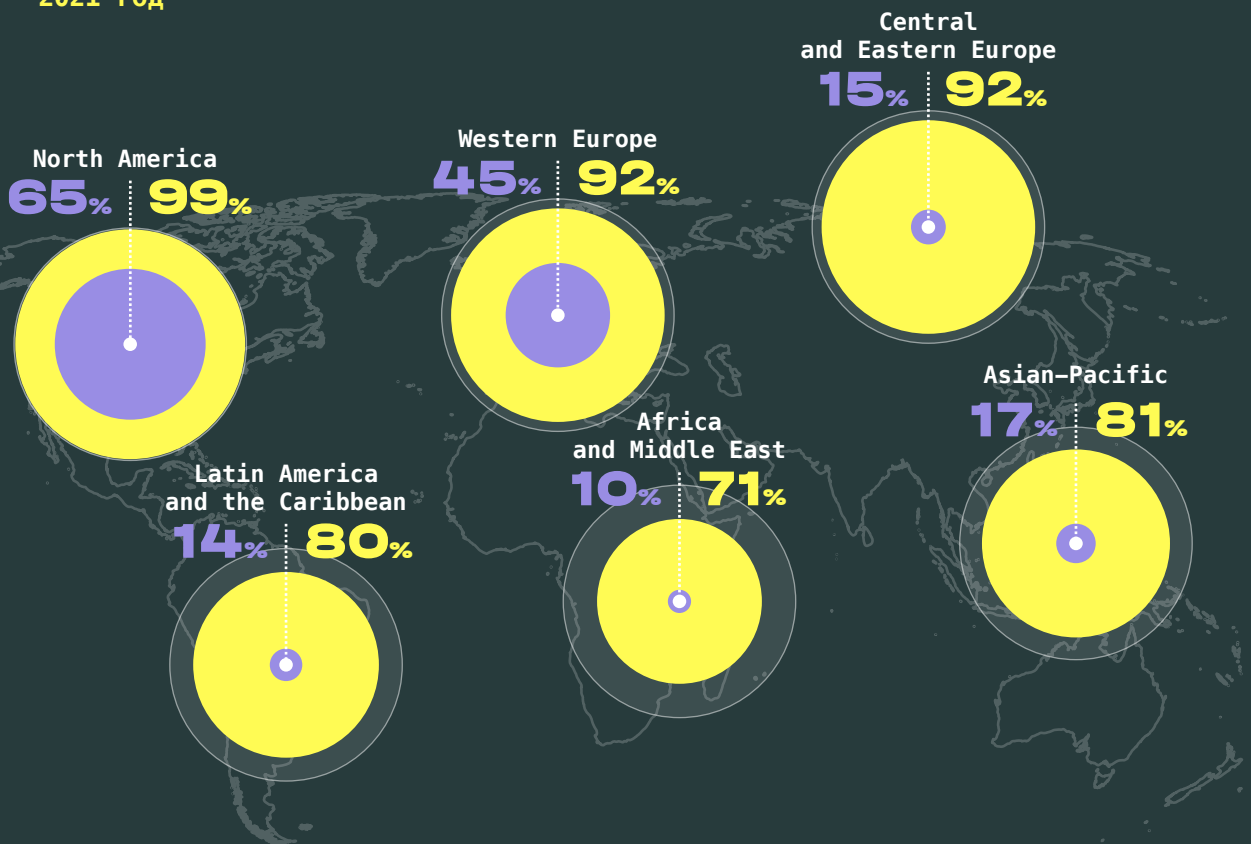 2021 год
Central
and Eastern Europe
15% 92%
Western Europe
45% 92%
North America
65% 99%
Asian–Pacific
17% 81%
Africa
and Middle East
10% 71%
Latin America
and the Caribbean
14% 80%